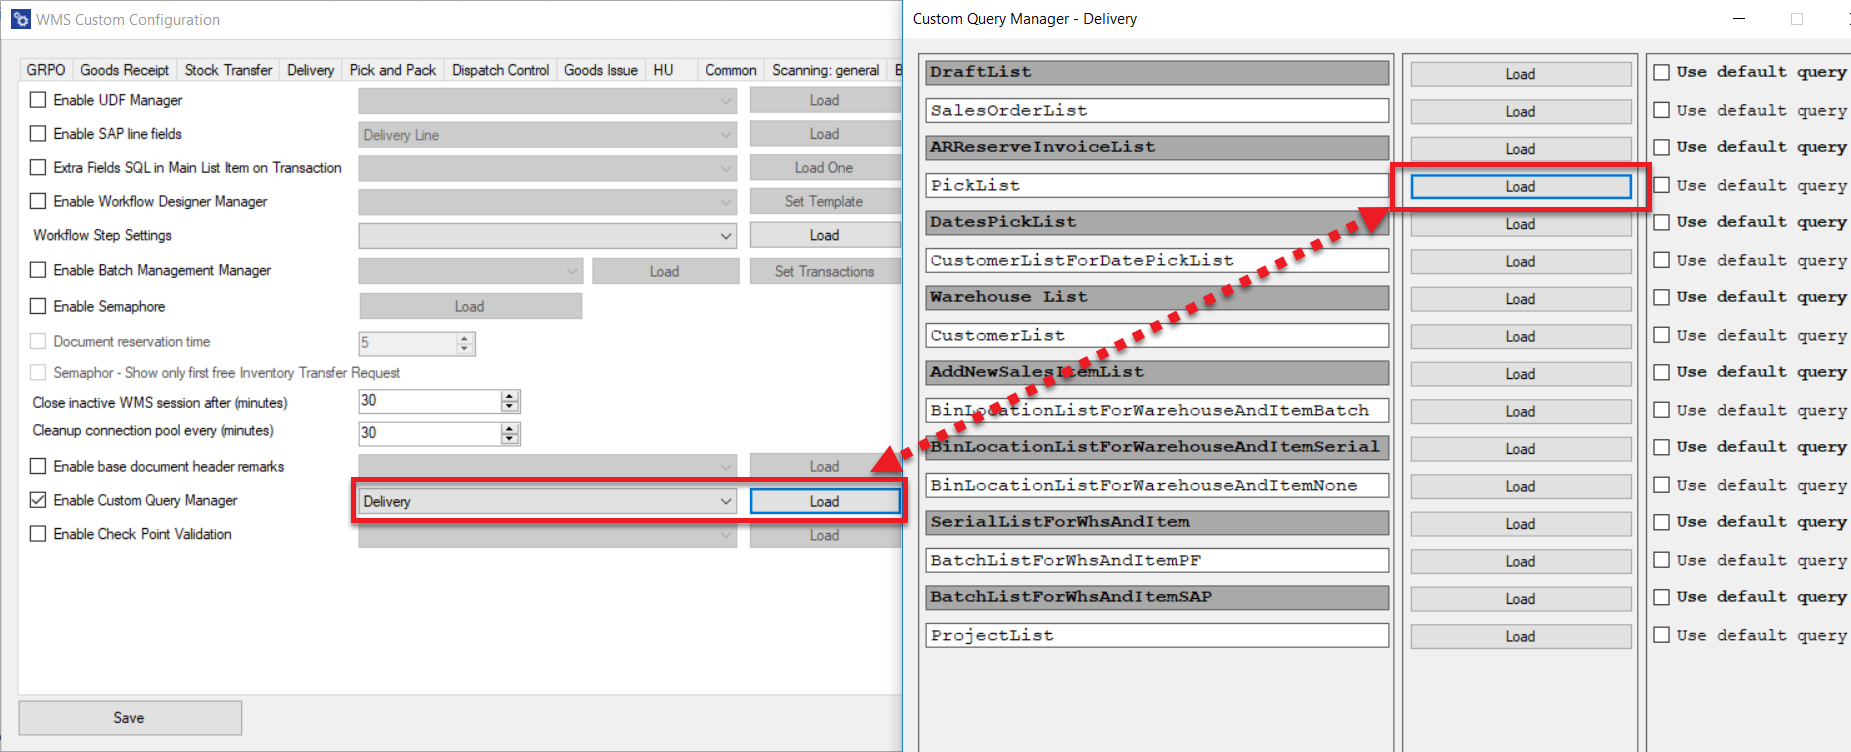 WMS Custom Configuration
GRPO Goods Receipt Stock Transfer Delivery Pick and Pack Dispatch Control Goods Issue HU Common Scanning: general
Enable UDF Manager Load
Enable SAP line fields Delivery Line Load
Extra Fields SQL in Main List Item on Transaction Load One
Enable Workflow Designer Manager Set Template
Workflow Step Settings Load
Enable Batch Management Manager Load Set Transactions
Enable Semaphore Load
Document reservation time 5
Semaphor - Show only first free Inventory Transfer Request
Close inactive WMS session after (minutes) 30
Cleanup connection pool every (minutes) 30
Enable base document header remarks Load
Enable Custom Query Manager Delivery Load
Enable Check Point Validation Load
Save
Custom Query Manager - Delivery
DraftList Load Use default query
SalesOrderList Load Use default query
ARReserveInvoiceList Load Use default query
PickList Load Use default query
DatesPickList Load Use default query
CustomerListForDatePickList Load Use default query
Warehouse List Load Use default query
CustomerList Load Use default query
AddNewSalesItemList Load Use default query
BinLocationListForWarehouseAndItemBatch Load Use default query
BinLocationListForWarehouseAndItemSerial Load Use default query
BinLocationListForWarehouseAndItemNone Load Use default query
SerialListForWhsAndItem Load Use default query
BatchListForWhsAndItemPF Load Use default query
BatchListForWhsAndItemSAP Load Use default query
ProjectList Load Use default query